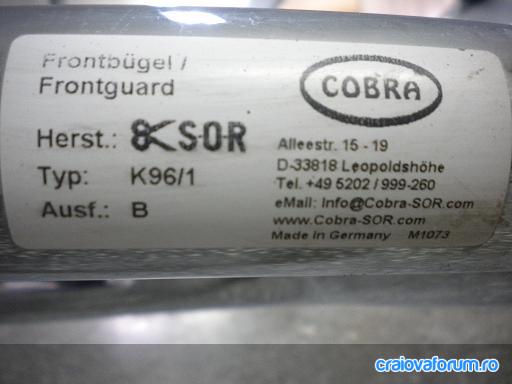 Frontbügel /
Frontguard
COBRA
Herst.: SOR
Typ: K96/1
Ausf.: B
Alleestr. 15 - 19
D-33818 Leopoldshöhe
Tel. +49 5202 / 999-260
eMail: Info@Cobra-SOR.com
www.Cobra-SOR.com
Made in Germany M1073
craiovaforum.ro